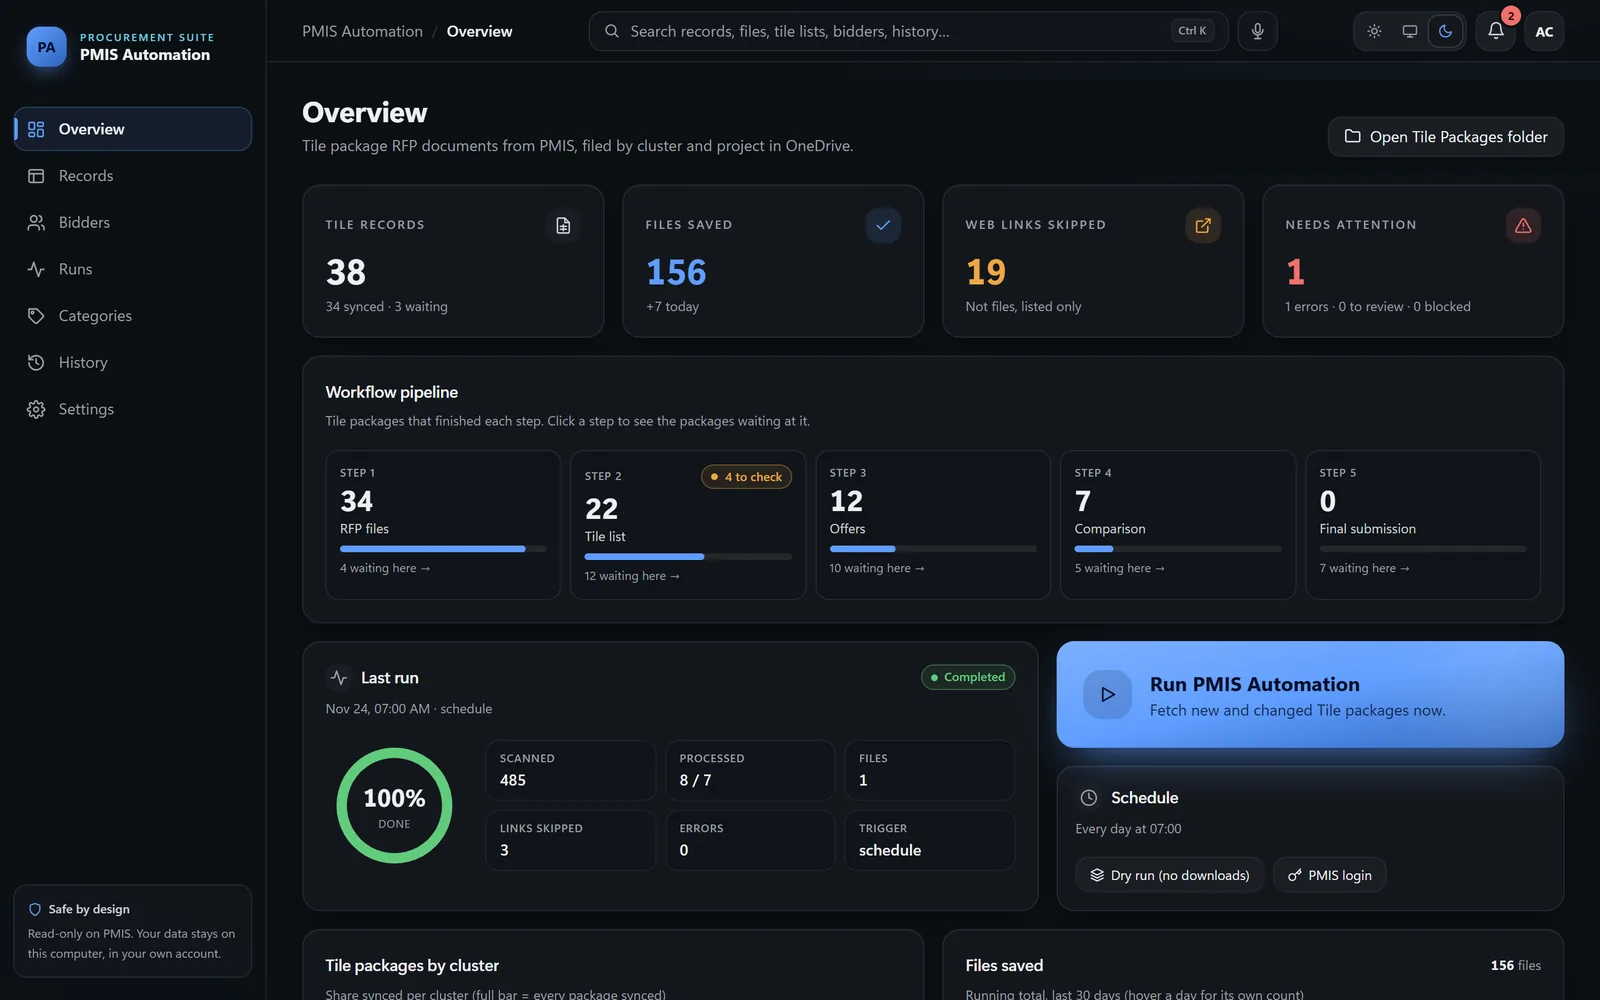 PA
PROCUREMENT SUITE
PMIS Automation
PMIS Automation / Overview
Search records, files, tile lists, bidders, history...
Ctrl K
2
AC
Overview
Records
Bidders
Runs
Categories
History
Settings
Safe by design
Read-only on PMIS. Your data stays on
this computer, in your own account.
Overview
Tile package RFP documents from PMIS, filed by cluster and project in OneDrive.
Open Tile Packages folder
TILE RECORDS
38
34 synced · 3 waiting
FILES SAVED
156
+7 today
WEB LINKS SKIPPED
19
Not files, listed only
NEEDS ATTENTION
1
1 errors · 0 to review · 0 blocked
Workflow pipeline
Tile packages that finished each step. Click a step to see the packages waiting at it.
STEP 1
34
RFP files
4 waiting here →
STEP 2
4 to check
22
Tile list
12 waiting here →
STEP 3
12
Offers
10 waiting here →
STEP 4
7
Comparison
5 waiting here →
STEP 5
0
Final submission
7 waiting here →
Last run
Completed
Nov 24, 07:00 AM · schedule
100%
DONE
SCANNED
485
PROCESSED
8 / 7
FILES
1
LINKS SKIPPED
3
ERRORS
0
TRIGGER
schedule
Run PMIS Automation
Fetch new and changed Tile packages now.
Schedule
Every day at 07:00
Dry run (no downloads)
PMIS login
Tile packages by cluster
Share synced per cluster (full bar = every package synced)
Files saved
156 files
Running total, last 30 days (hover a day for its own count)